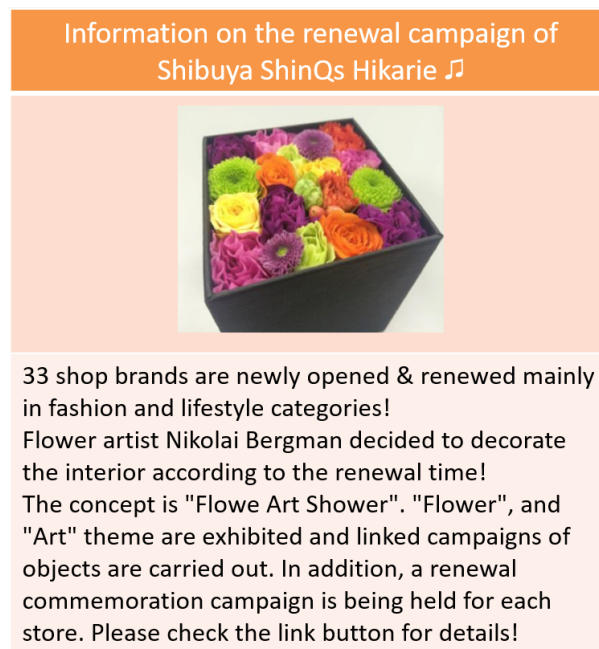 Information on the renewal campaign of
Shibuya ShinQs Hikarie ♫
33 shop brands are newly opened & renewed mainly
in fashion and lifestyle categories!
Flower artist Nikolai Bergman decided to decorate
the interior according to the renewal time!
The concept is "Flowe Art Shower". "Flower", and
"Art" theme are exhibited and linked campaigns of
objects are carried out. In addition, a renewal
commemoration campaign is being held for each
store. Please check the link button for details!